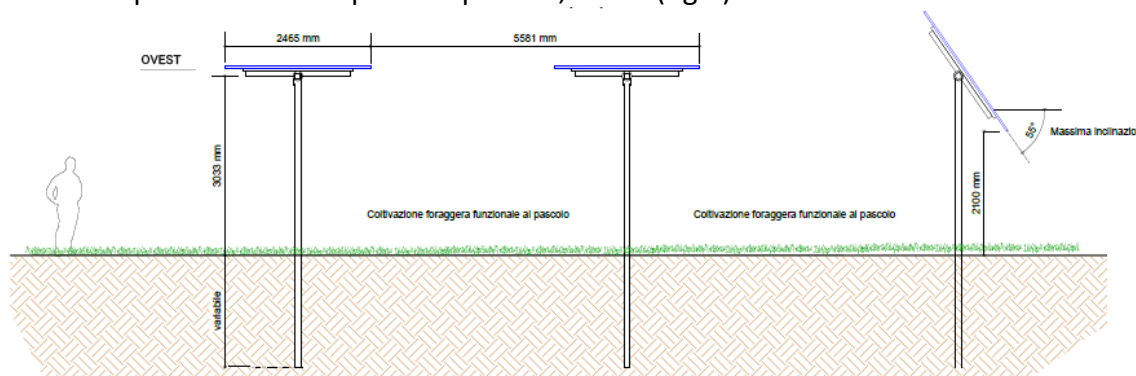 2465 mm
5581 mm
OVEST
3033 mm
55°
Massima inclinazio
2100 mm
Coltivazione foraggera funzionale al pascolo
Coltivazione foraggera funzionale al pascolo
variabile